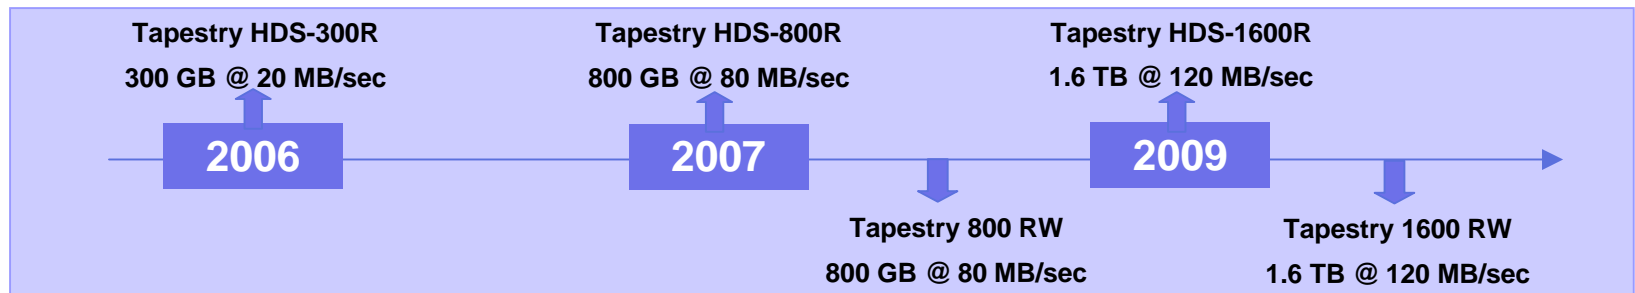 Tapestry HDS-300R
300 GB @ 20 MB/sec
Tapestry HDS-800R
800 GB @ 80 MB/sec
Tapestry HDS-1600R
1.6 TB @ 120 MB/sec
2006
2007
2009
Tapestry 800 RW
800 GB @ 80 MB/sec
Tapestry 1600 RW
1.6 TB @ 120 MB/sec